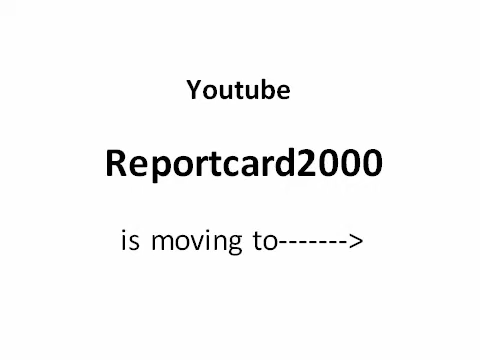 Youtube
Reportcard2000
is moving to------->